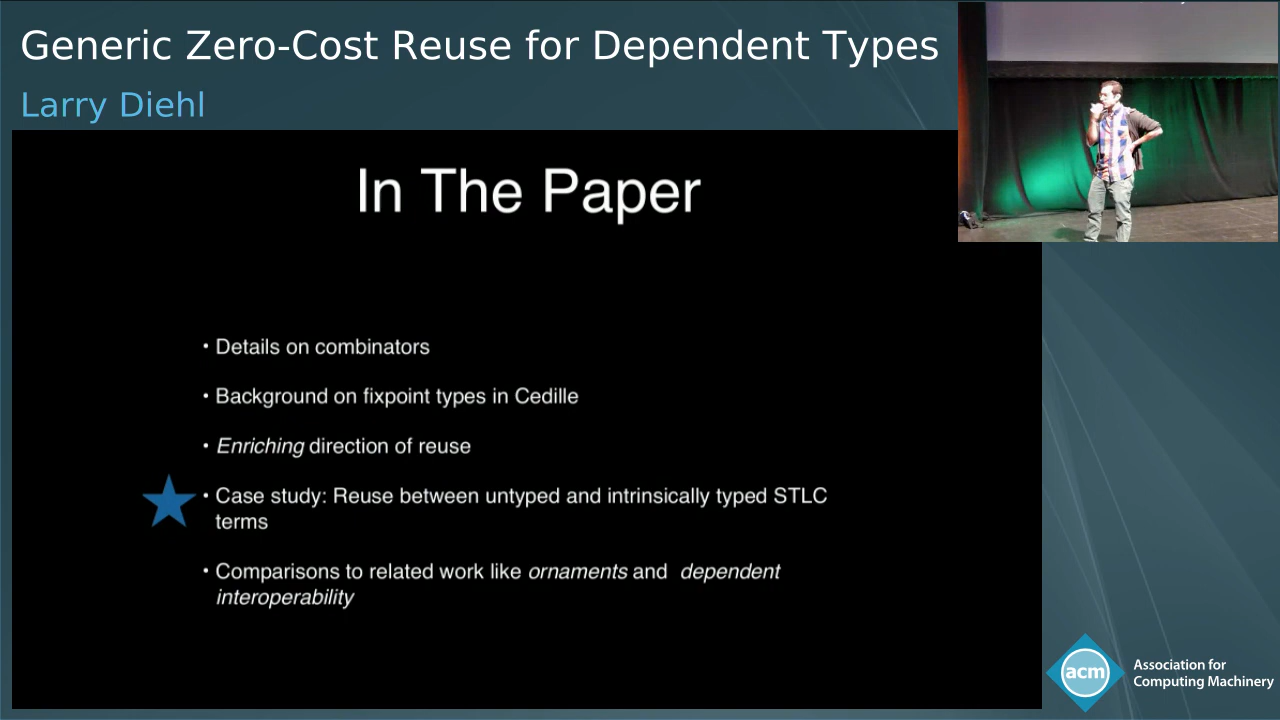 Generic Zero-Cost Reuse for Dependent Types
Larry Diehl
In The Paper
• Details on combinators
• Background on fixpoint types in Cedille
• Enriching direction of reuse
• Case study: Reuse between untyped and intrinsically typed STLC
terms
• Comparisons to related work like ornaments and dependent
interoperability
acm
Association for
Computing Machinery